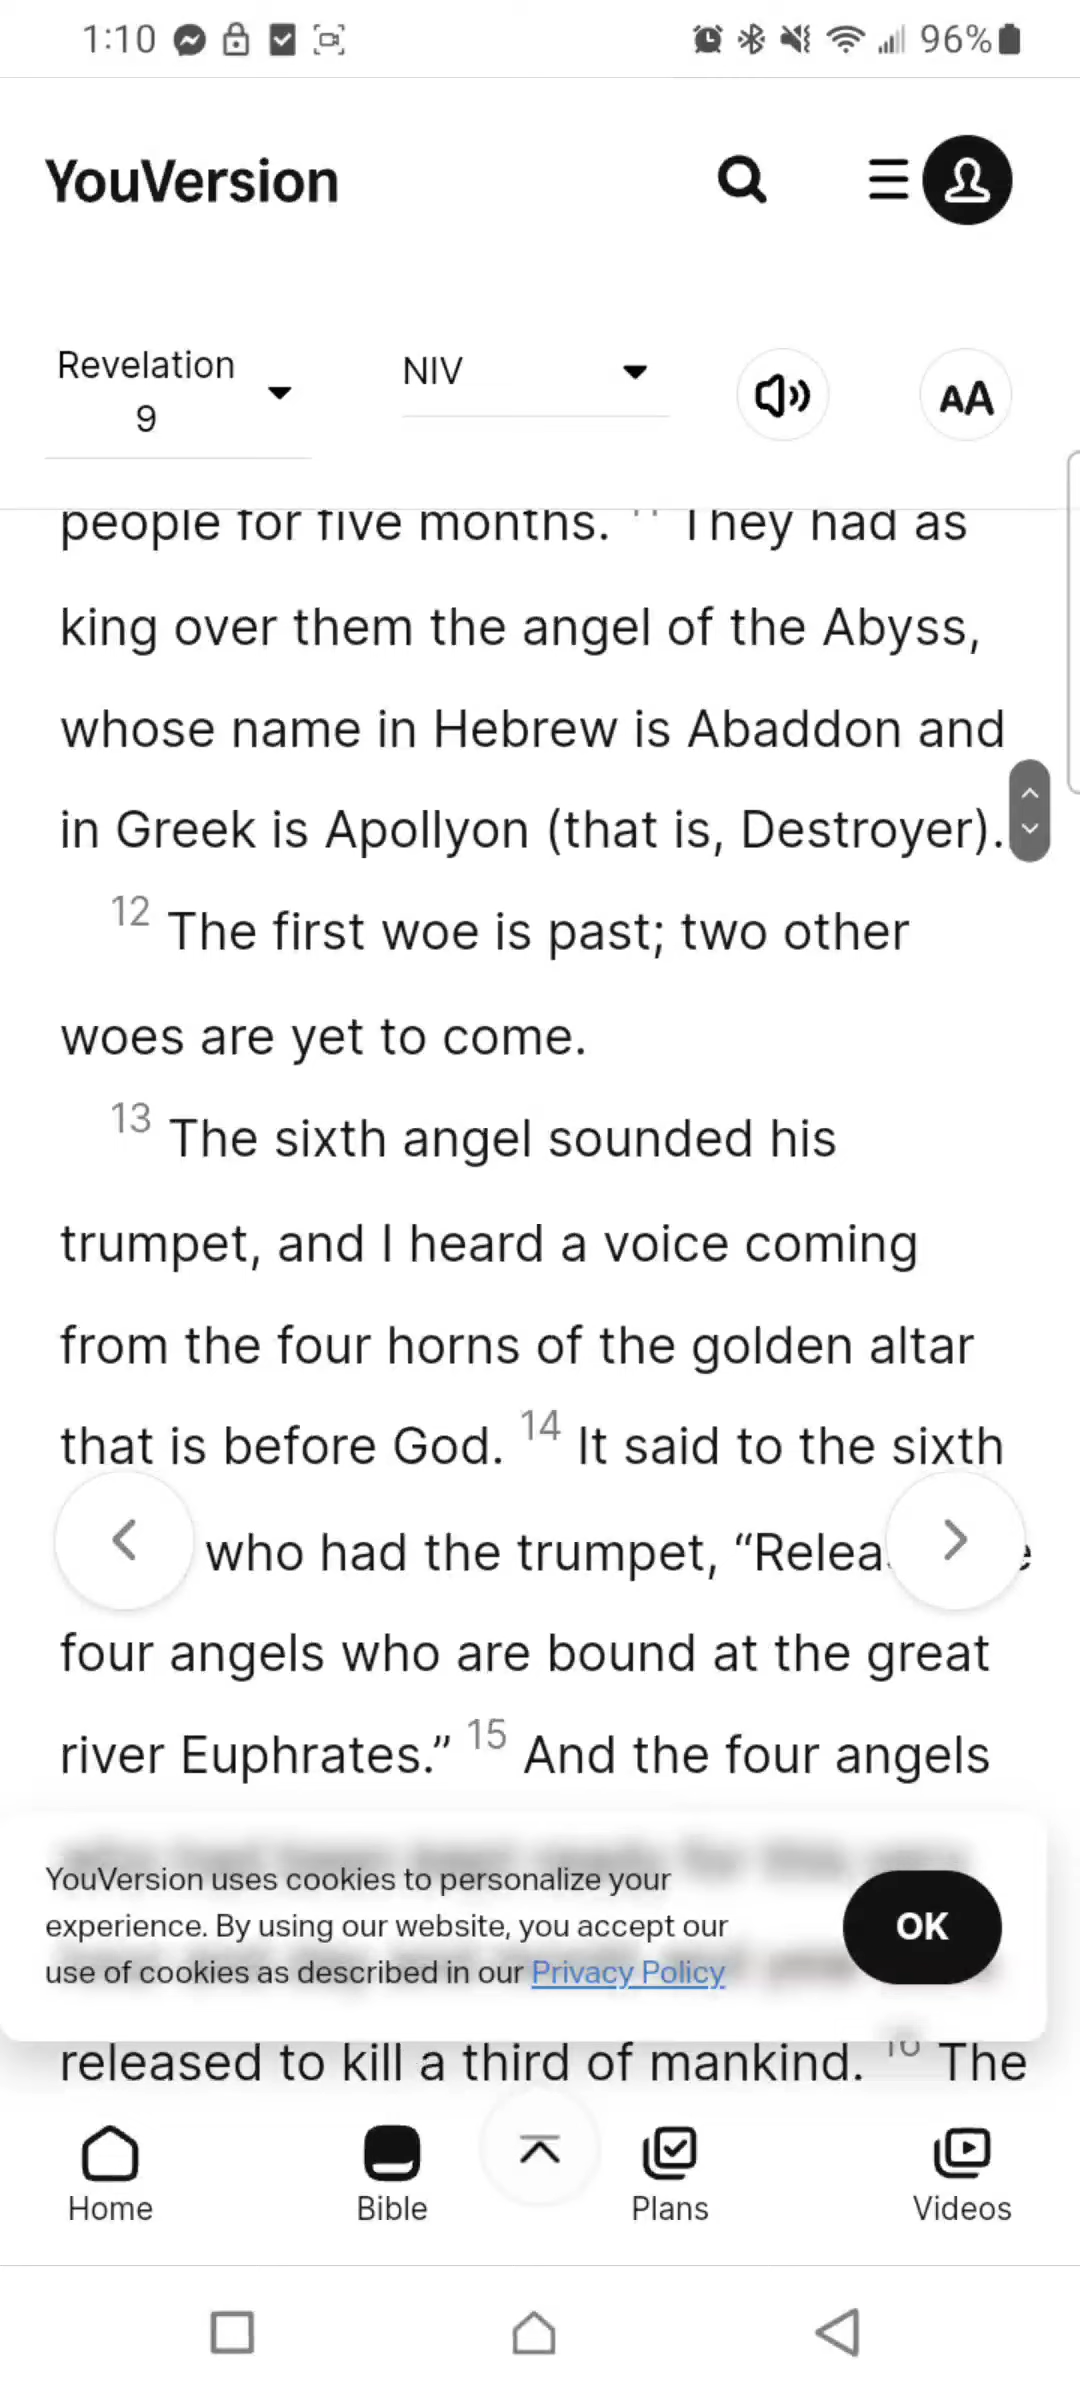 1:10 96%
YouVersion
Revelation
9
NIV
AA
people for five months. 11 They had as
king over them the angel of the Abyss,
whose name in Hebrew is Abaddon and
in Greek is Apollyon (that is, Destroyer).
12 The first woe is past; two other
woes are yet to come.
13 The sixth angel sounded his
trumpet, and I heard a voice coming
from the four horns of the golden altar
that is before God. 14 It said to the sixth
who had the trumpet, “Relea
four angels who are bound at the great
river Euphrates.” 15 And the four angels
YouVersion uses cookies to personalize your
experience. By using our website, you accept our
use of cookies as described in our Privacy Policy
OK
released to kill a third of mankind. 16 The
Home
Bible
Plans
Videos